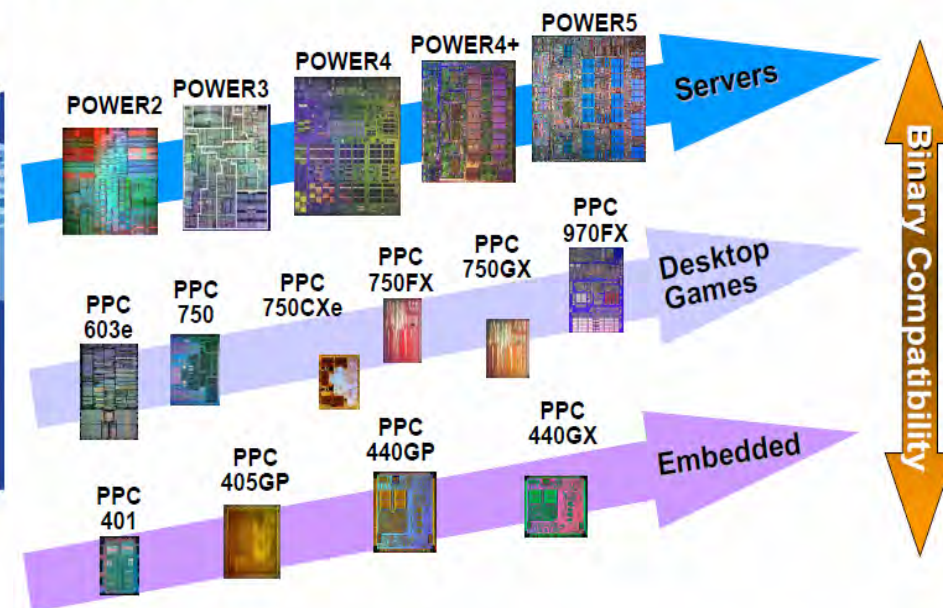 POWER2
POWER3
POWER4
POWER4+
POWER5
Servers
PPC
603e
PPC
750
PPC
750CXe
PPC
750FX
PPC
750GX
PPC
970FX
Desktop
Games
PPC
401
PPC
405GP
PPC
440GP
PPC
440GX
Embedded
Binary Compatibility